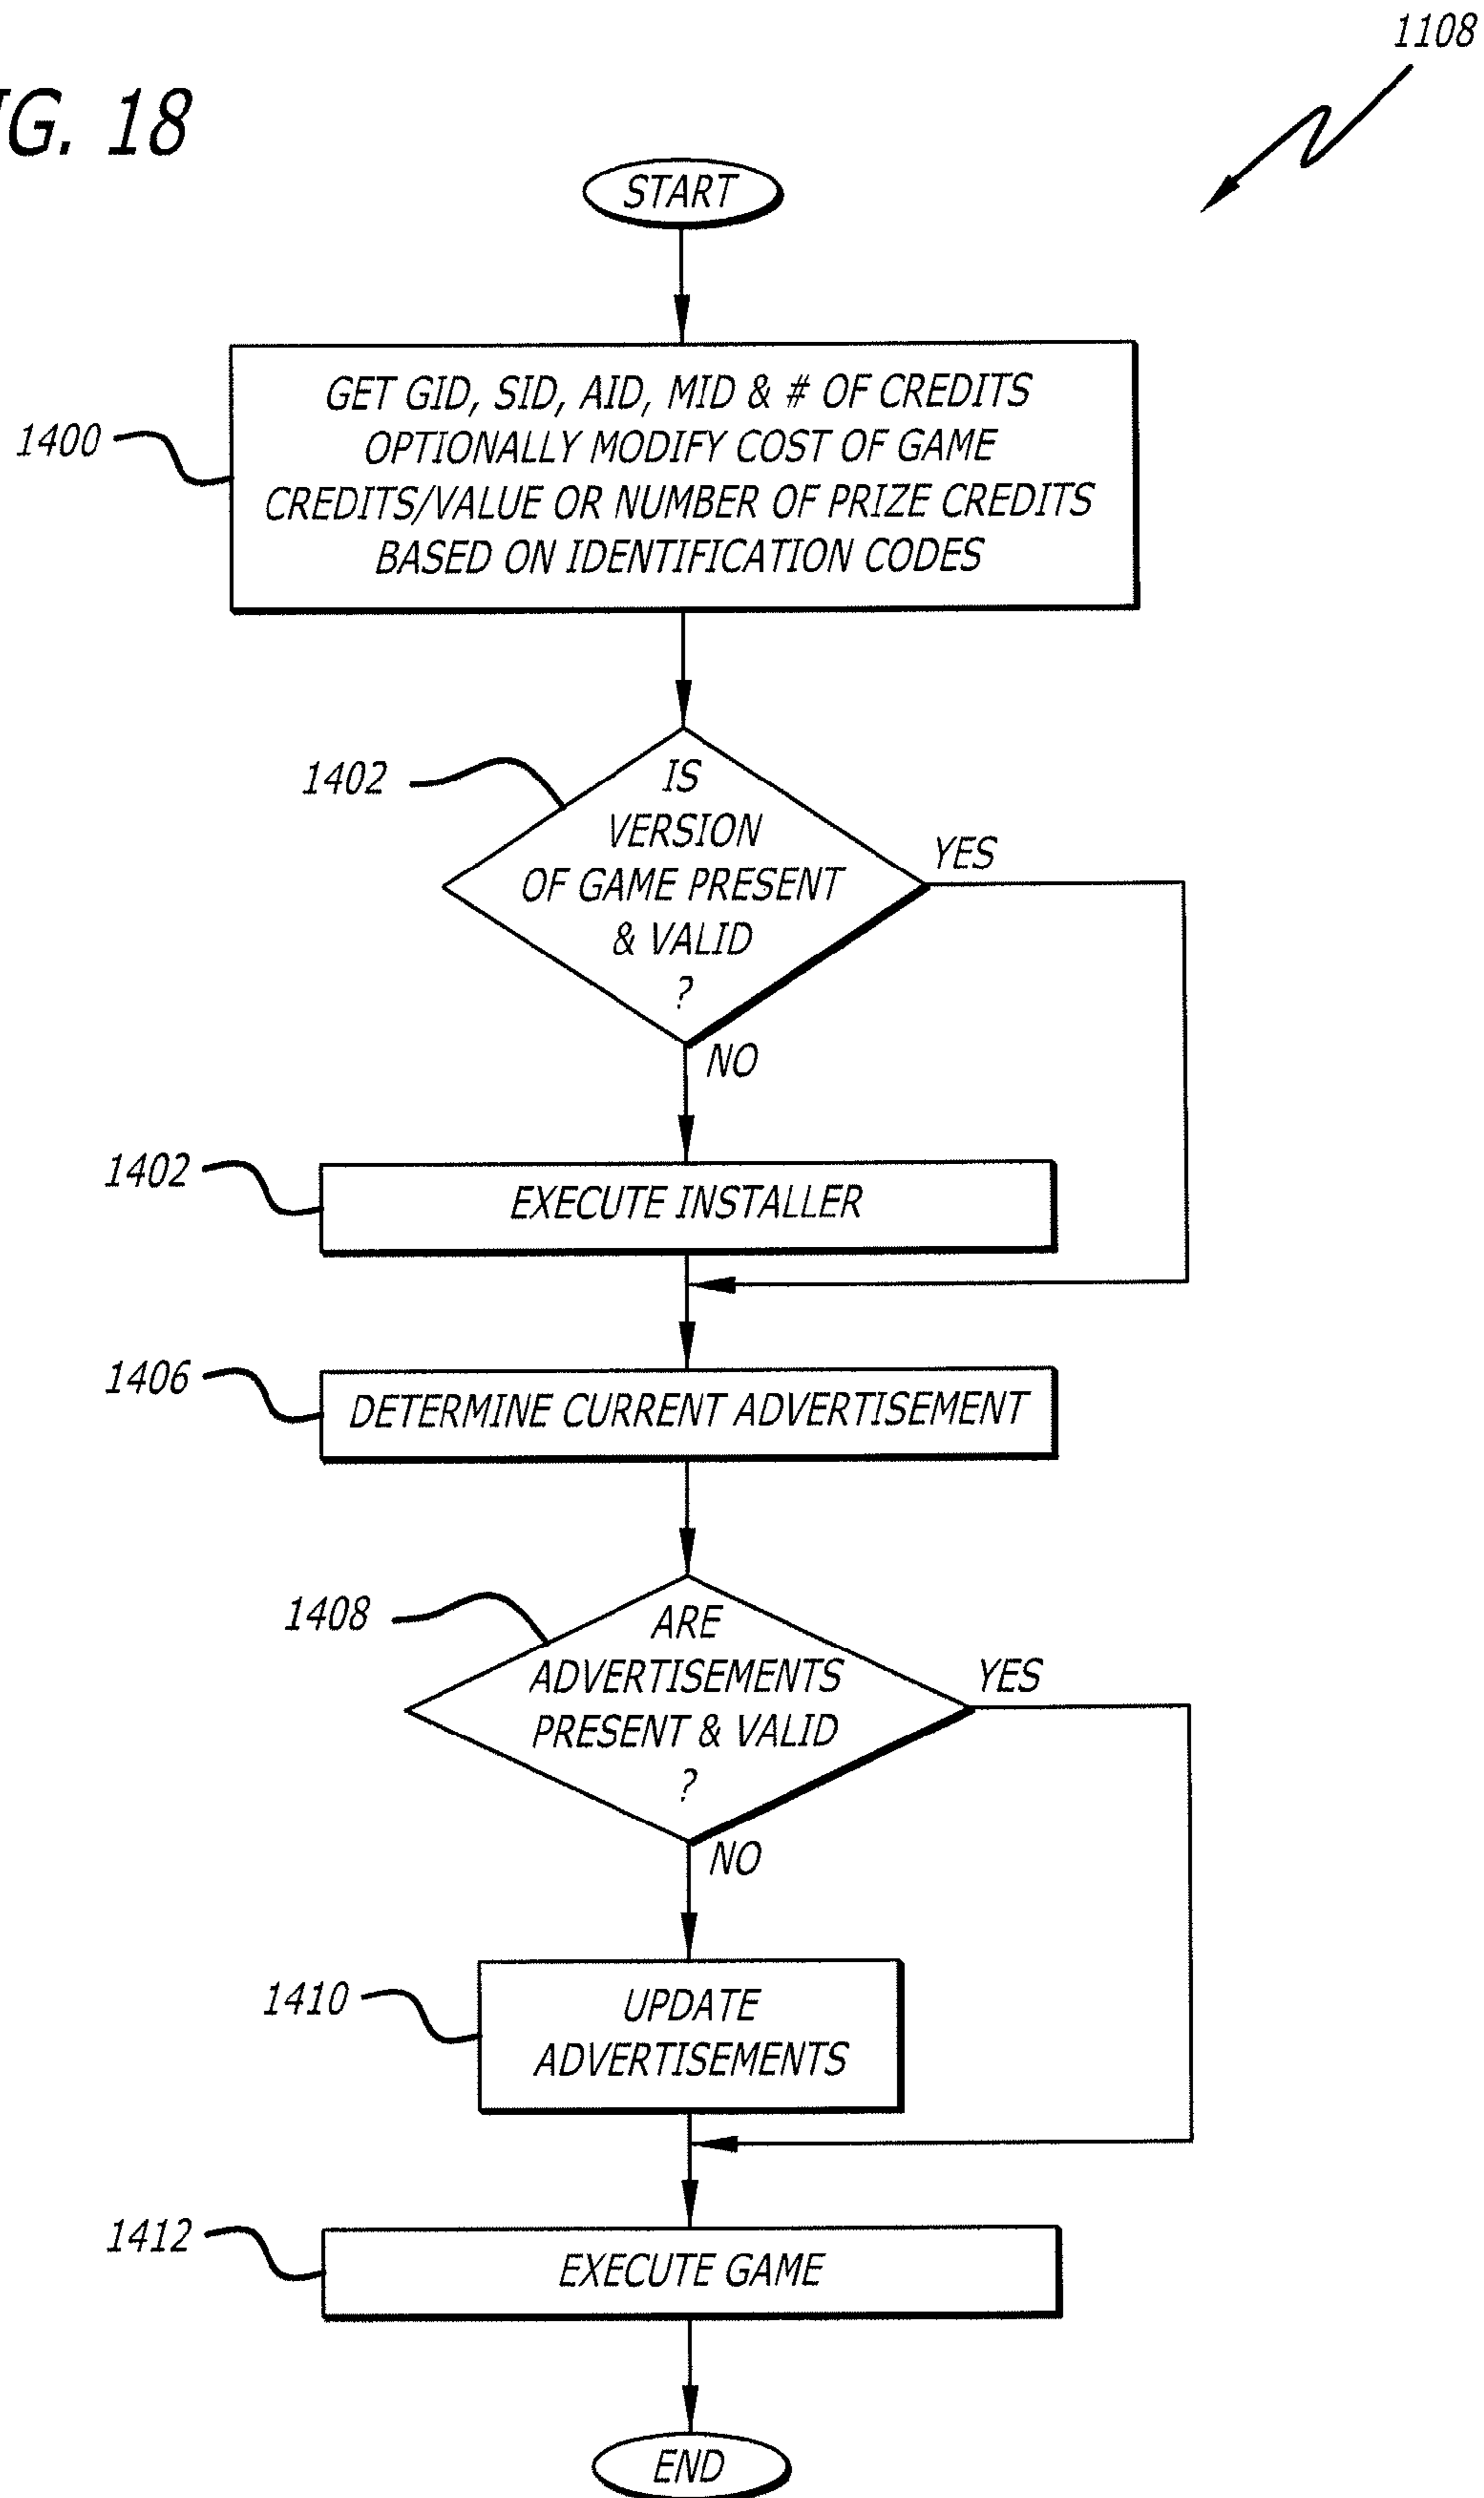 1108
G. 18
START
1400
GET GID, SID, AID, MID & # OF CREDITS
OPTIONALLY MODIFY COST OF GAME
CREDITS/VALUE OR NUMBER OF PRIZE CREDITS
BASED ON IDENTIFICATION CODES
1402
IS
VERSION
OF GAME PRESENT
& VALID
?
YES
NO
1402
EXECUTE INSTALLER
1406
DETERMINE CURRENT ADVERTISEMENT
1408
ARE
ADVERTISEMENTS
PRESENT & VALID
?
YES
NO
1410
UPDATE
ADVERTISEMENTS
1412
EXECUTE GAME
END